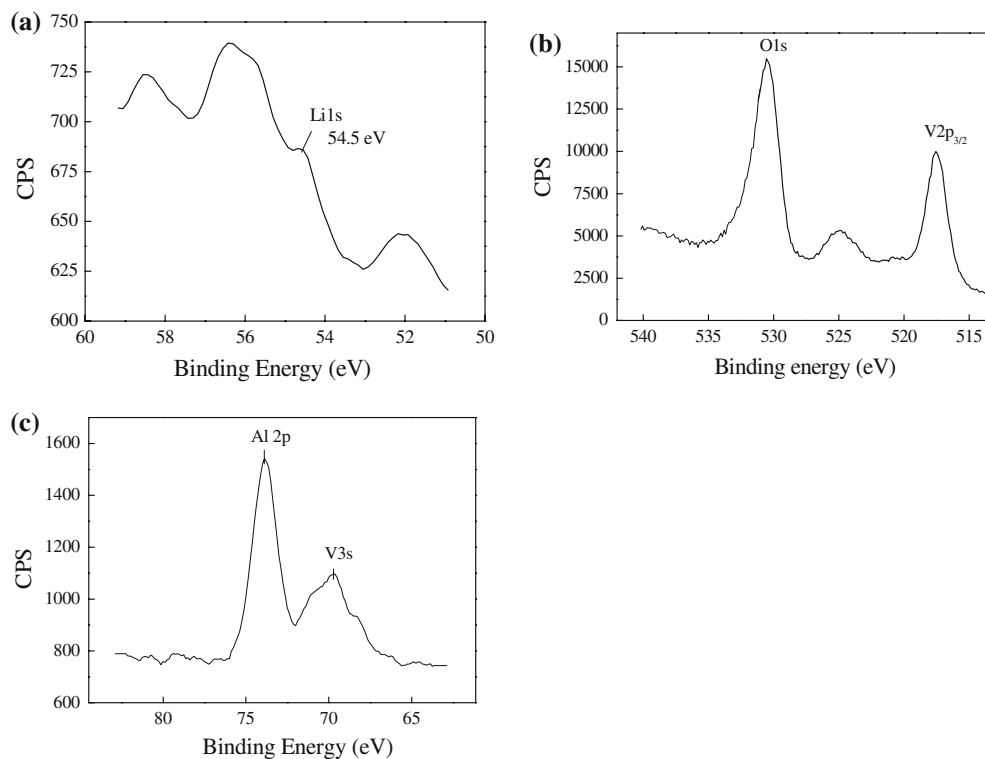 (a)
750
725
700
675
650
625
600
CPS
Li1s
54.5 eV
60 58 56 54 52 50
Binding Energy (eV)
(b)
15000
12500
10000
7500
5000
2500
0
CPS
O1s
V2p3/2
540 535 530 525 520 515
Binding energy (eV)
(c)
1600
1400
1200
1000
800
600
CPS
Al 2p
V3s
80 75 70 65
Binding Energy (eV)